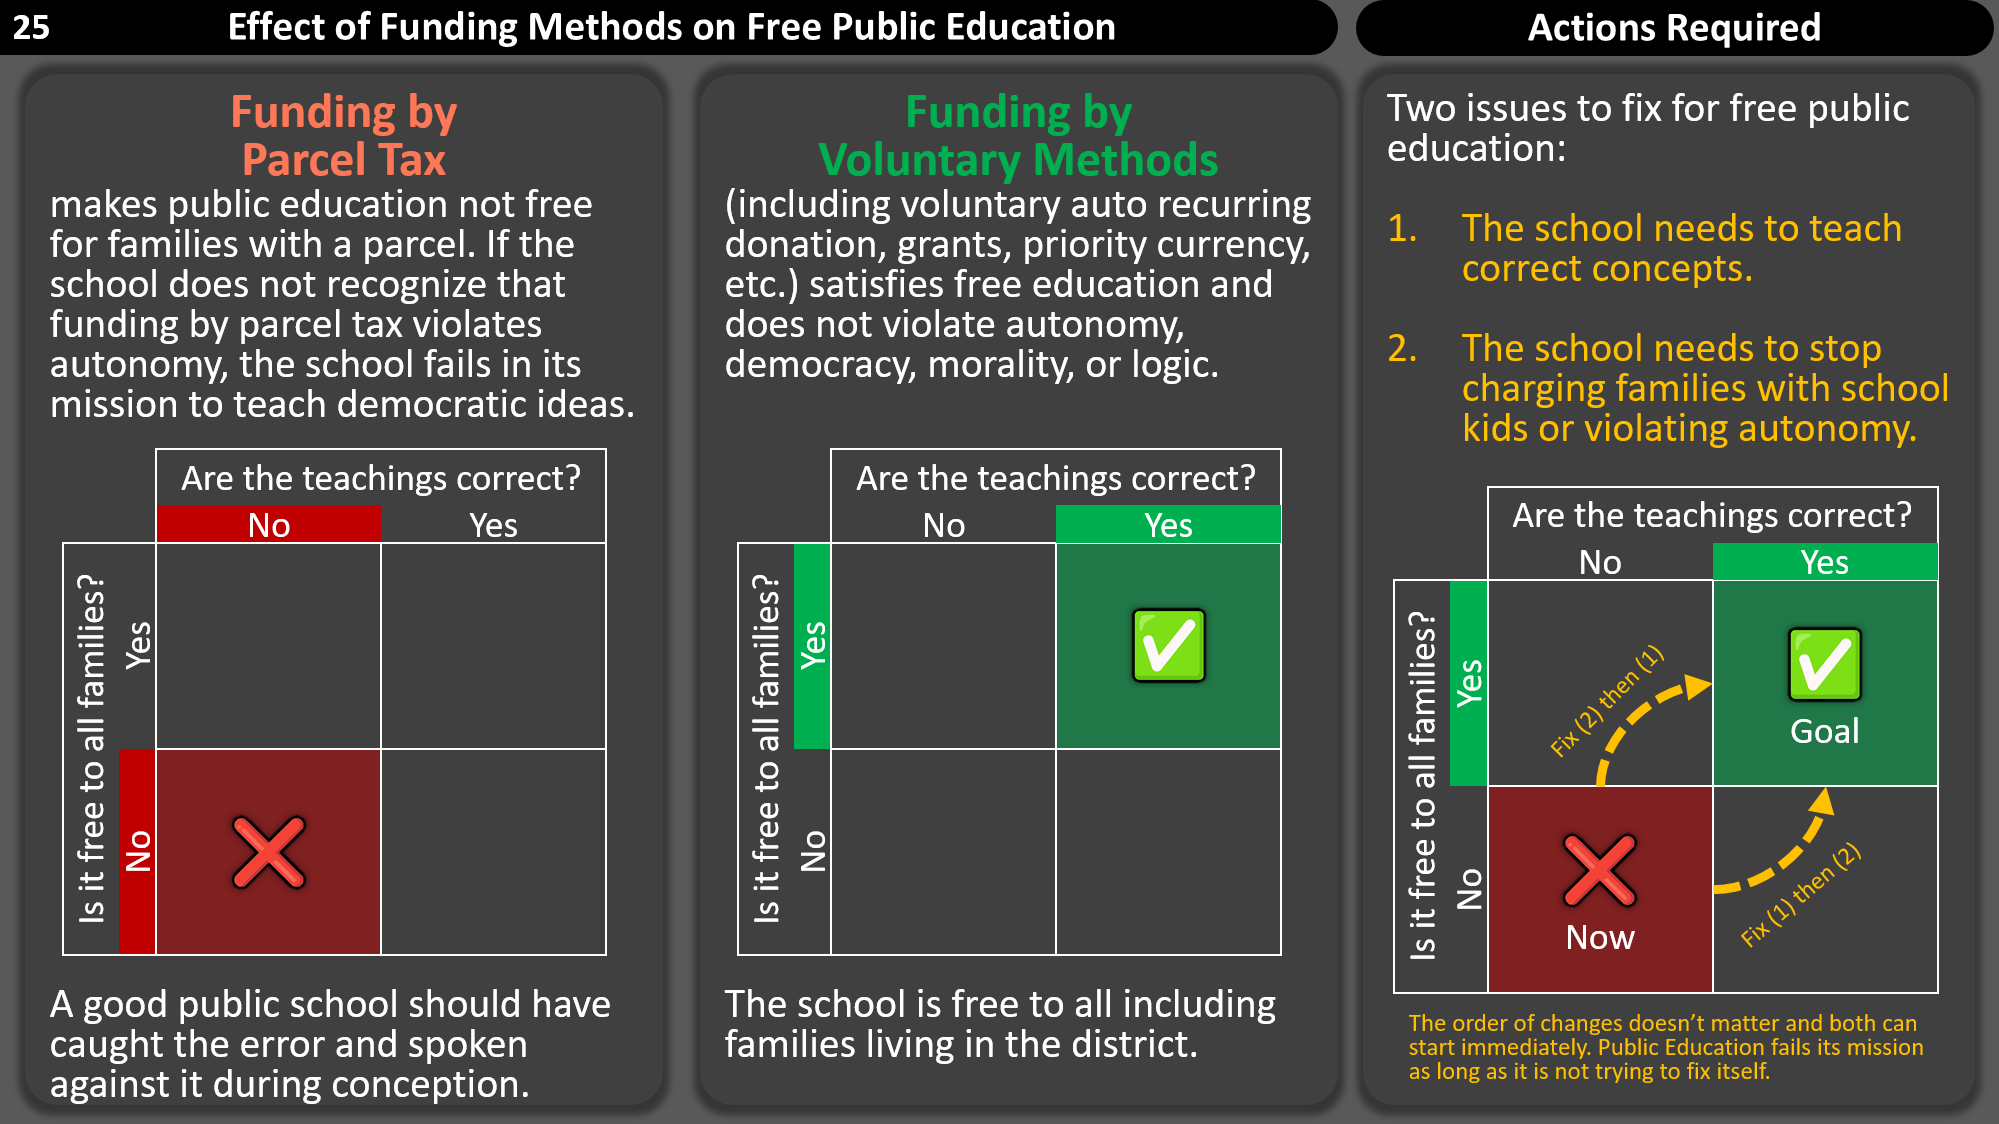 25
Effect of Funding Methods on Free Public Education
Actions Required
Funding by
Parcel Tax
makes public education not free
for families with a parcel. If the
school does not recognize that
funding by parcel tax violates
autonomy, the school fails in its
mission to teach democratic ideas.
Are the teachings correct?
No
Yes
Is it free to all families?
Yes
No
A good public school should have
caught the error and spoken
against it during conception.
Funding by
Voluntary Methods
(including voluntary auto recurring
donation, grants, priority currency,
etc.) satisfies free education and
does not violate autonomy,
democracy, morality, or logic.
Are the teachings correct?
No
Yes
Is it free to all families?
Yes
No
The school is free to all including
families living in the district.
Two issues to fix for free public
education:
1. The school needs to teach
correct concepts.
2. The school needs to stop
charging families with school
kids or violating autonomy.
Are the teachings correct?
No
Yes
Is it free to all families?
Yes
No
Fix (2) then (1)
Goal
Now
Fix (1) then (2)
The order of changes doesn’t matter and both can
start immediately. Public Education fails its mission
as long as it is not trying to fix itself.